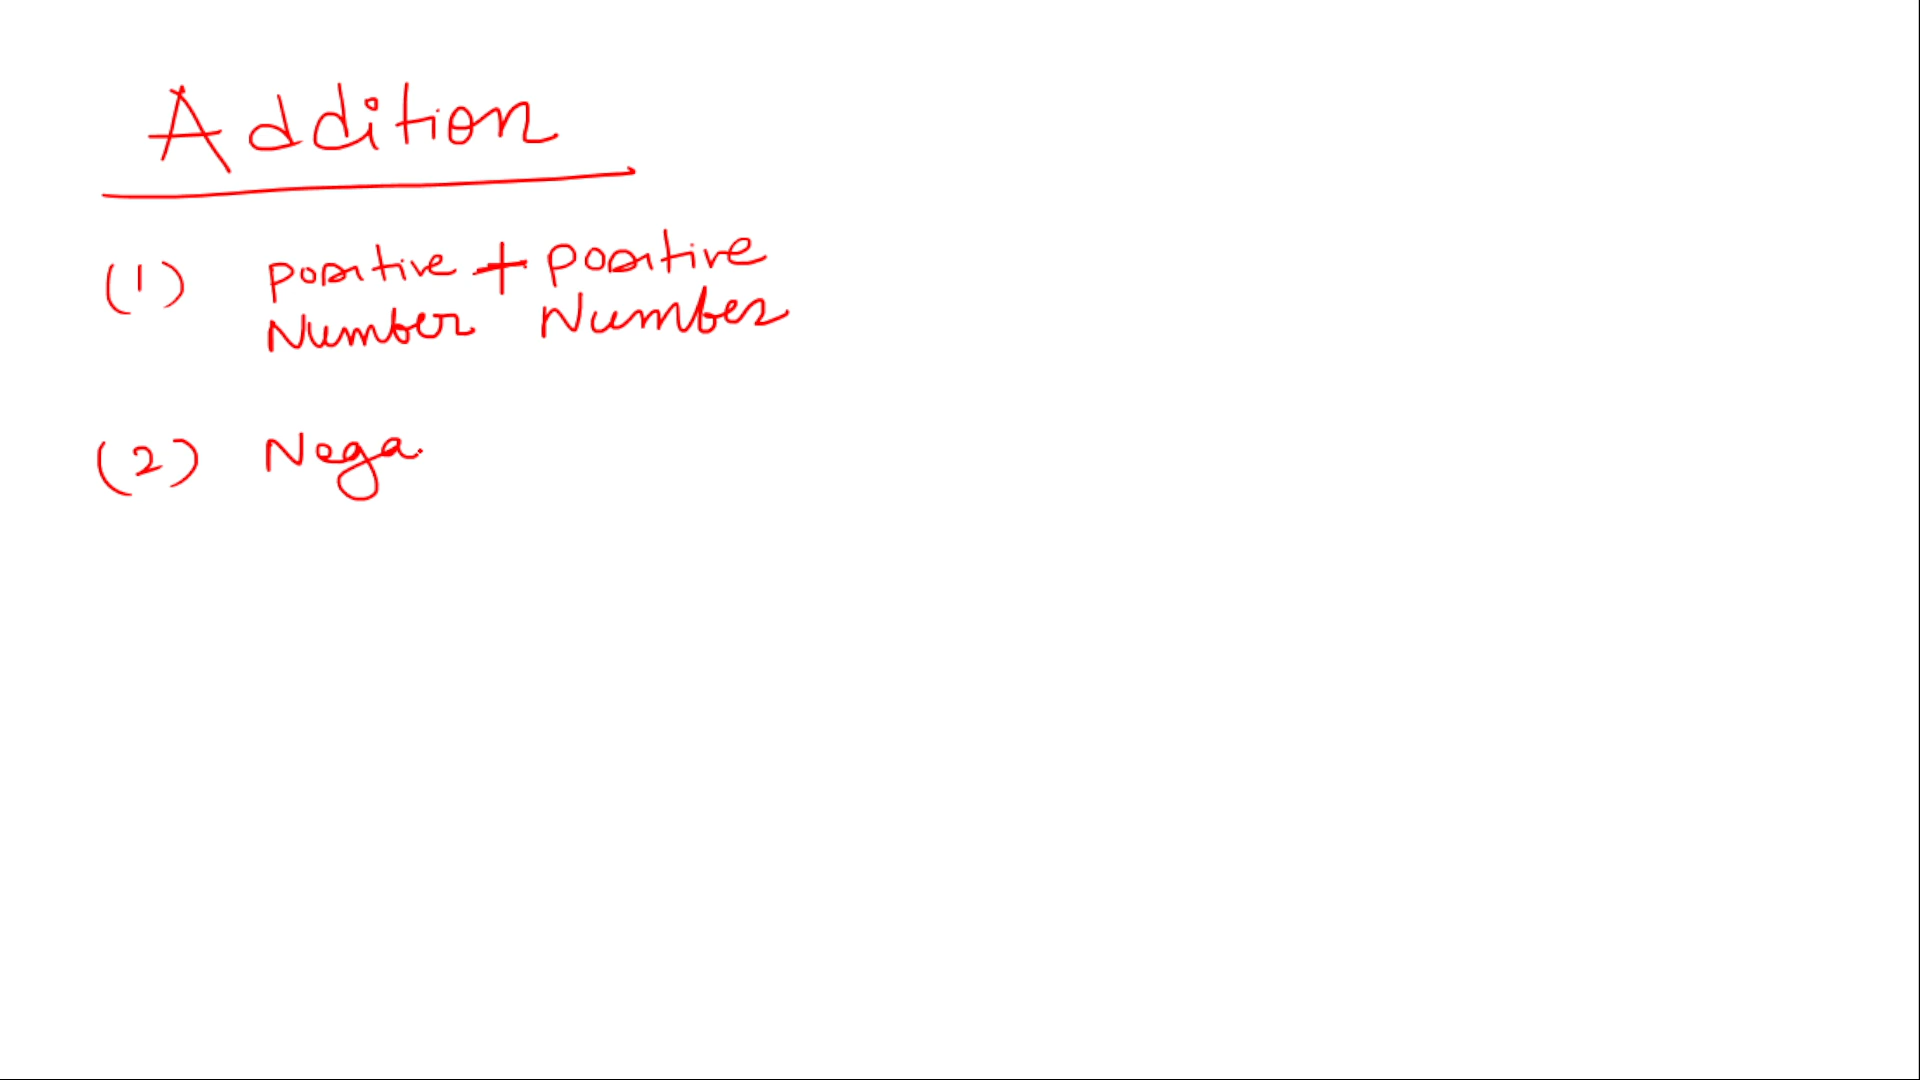 Addition
(1) positive + positive
Number Number
(2) Nega